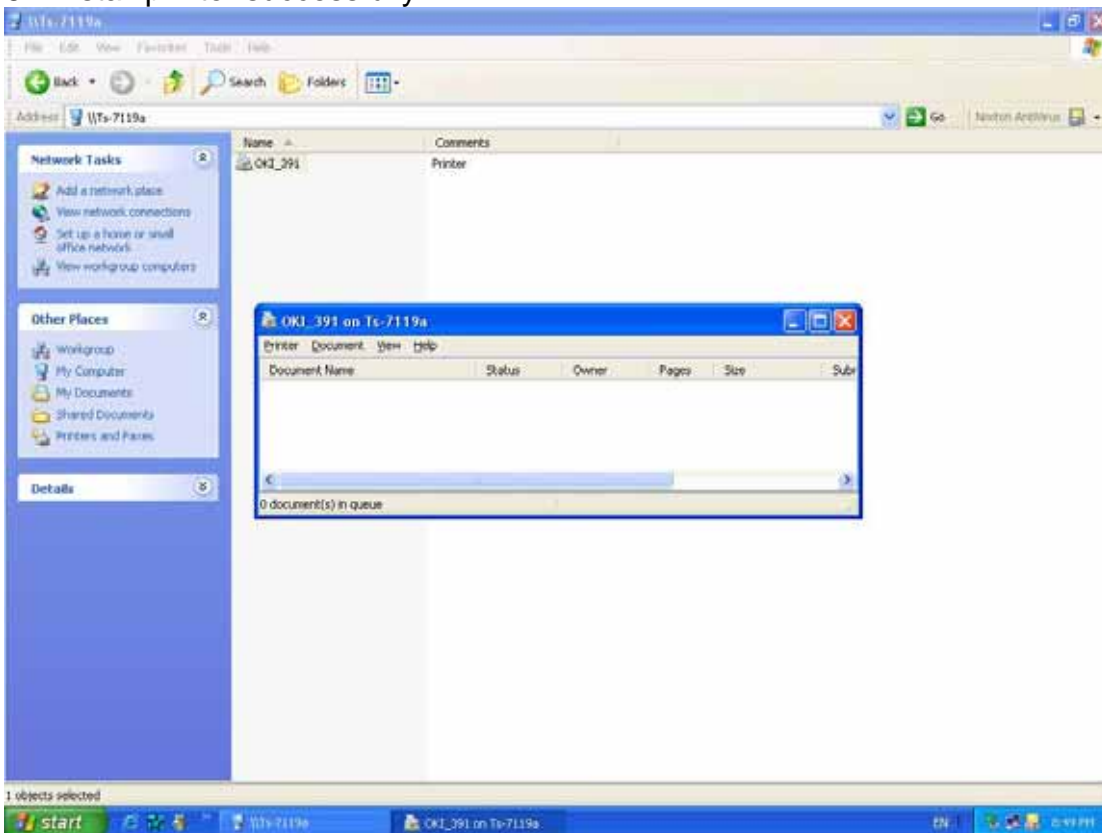 \\Ts-7119a
File Edit View Favorites Tools Help
Back Search Folders
Address \\Ts-7119a Go Norton AntiVirus
Name Comments
OKI_391 Printer
Network Tasks
Add a network place
View network connections
Set up a home or small
office network
View workgroup computers
Other Places
Workgroup
My Computer
My Documents
Shared Documents
Printers and Faxes
Details
OKI_391 on Ts-7119a
Printer Document View Help
Document Name Status Owner Pages Size Subm
0 document(s) in queue
1 objects selected
start \\Ts-7119a OKI_391 on Ts-7119a EN